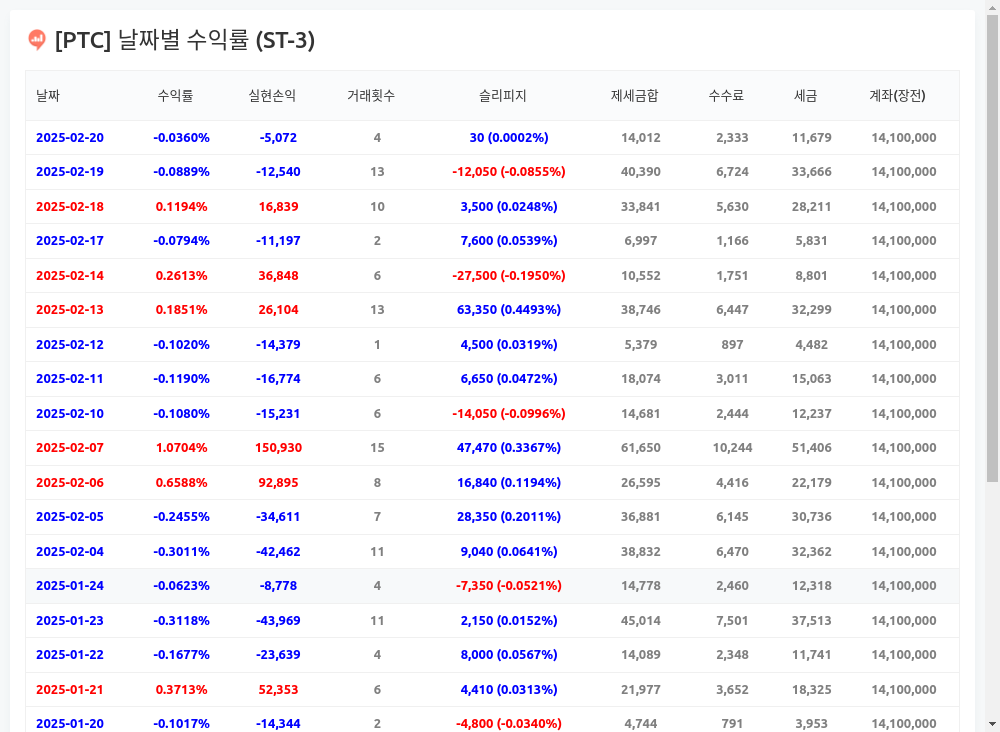 [PTC] 날짜별 수익률 (ST-3)
날짜 수익률 실현손익 거래횟수 슬리피지 제세금합 수수료 세금 계좌(장전)
2025-02-20 -0.0360% -5,072 4 30 (0.0002%) 14,012 2,333 11,679 14,100,000
2025-02-19 -0.0889% -12,540 13 -12,050 (-0.0855%) 40,390 6,724 33,666 14,100,000
2025-02-18 0.1194% 16,839 10 3,500 (0.0248%) 33,841 5,630 28,211 14,100,000
2025-02-17 -0.0794% -11,197 2 7,600 (0.0539%) 6,997 1,166 5,831 14,100,000
2025-02-14 0.2613% 36,848 6 -27,500 (-0.1950%) 10,552 1,751 8,801 14,100,000
2025-02-13 0.1851% 26,104 13 63,350 (0.4493%) 38,746 6,447 32,299 14,100,000
2025-02-12 -0.1020% -14,379 1 4,500 (0.0319%) 5,379 897 4,482 14,100,000
2025-02-11 -0.1190% -16,774 6 6,650 (0.0472%) 18,074 3,011 15,063 14,100,000
2025-02-10 -0.1080% -15,231 6 -14,050 (-0.0996%) 14,681 2,444 12,237 14,100,000
2025-02-07 1.0704% 150,930 15 47,470 (0.3367%) 61,650 10,244 51,406 14,100,000
2025-02-06 0.6588% 92,895 8 16,840 (0.1194%) 26,595 4,416 22,179 14,100,000
2025-02-05 -0.2455% -34,611 7 28,350 (0.2011%) 36,881 6,145 30,736 14,100,000
2025-02-04 -0.3011% -42,462 11 9,040 (0.0641%) 38,832 6,470 32,362 14,100,000
2025-01-24 -0.0623% -8,778 4 -7,350 (-0.0521%) 14,778 2,460 12,318 14,100,000
2025-01-23 -0.3118% -43,969 11 2,150 (0.0152%) 45,014 7,501 37,513 14,100,000
2025-01-22 -0.1677% -23,639 4 8,000 (0.0567%) 14,089 2,348 11,741 14,100,000
2025-01-21 0.3713% 52,353 6 4,410 (0.0313%) 21,977 3,652 18,325 14,100,000
2025-01-20 -0.1017% -14,344 2 -4,800 (-0.0340%) 4,744 791 3,953 14,100,000